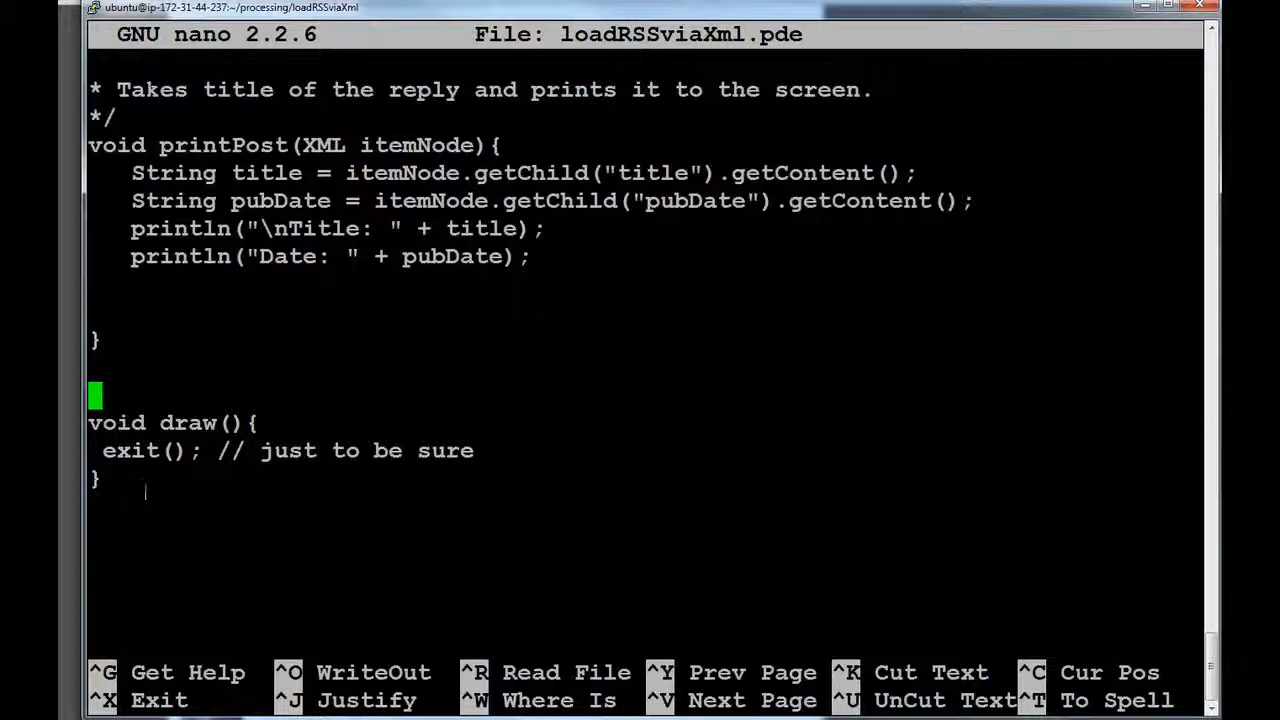 ubuntu@ip-172-31-44-237:~/processing/loadRSSviaXml
GNU nano 2.2.6 File: loadRSSviaXml.pde
* Takes title of the reply and prints it to the screen.
*/
void printPost(XML itemNode){
   String title = itemNode.getChild("title").getContent();
   String pubDate = itemNode.getChild("pubDate").getContent();
   println("\nTitle: " + title);
   println("Date: " + pubDate);
}
void draw(){
 exit(); // just to be sure
}
^G Get Help ^O WriteOut ^R Read File ^Y Prev Page ^K Cut Text ^C Cur Pos
^X Exit ^J Justify ^W Where Is ^V Next Page ^U UnCut Text ^T To Spell